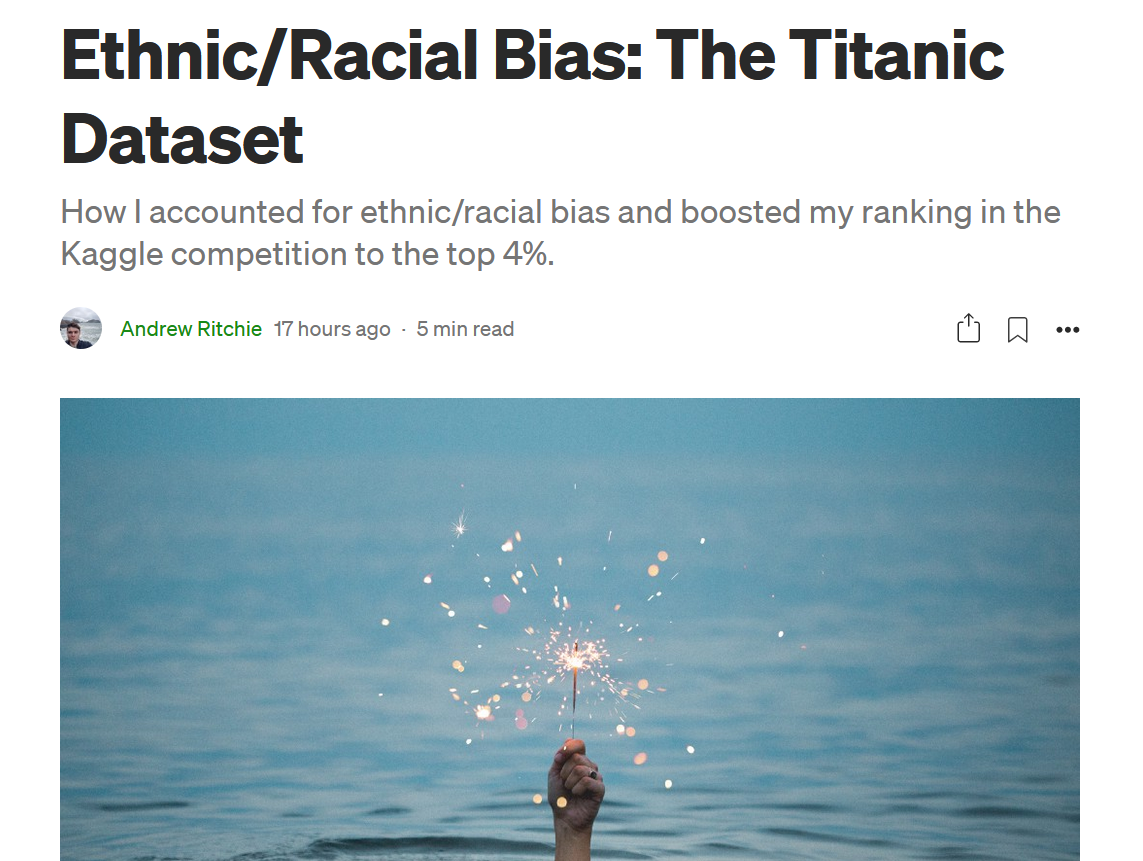 Ethnic/Racial Bias: The Titanic
Dataset
How I accounted for ethnic/racial bias and boosted my ranking in the
Kaggle competition to the top 4%.
Andrew Ritchie 17 hours ago · 5 min read